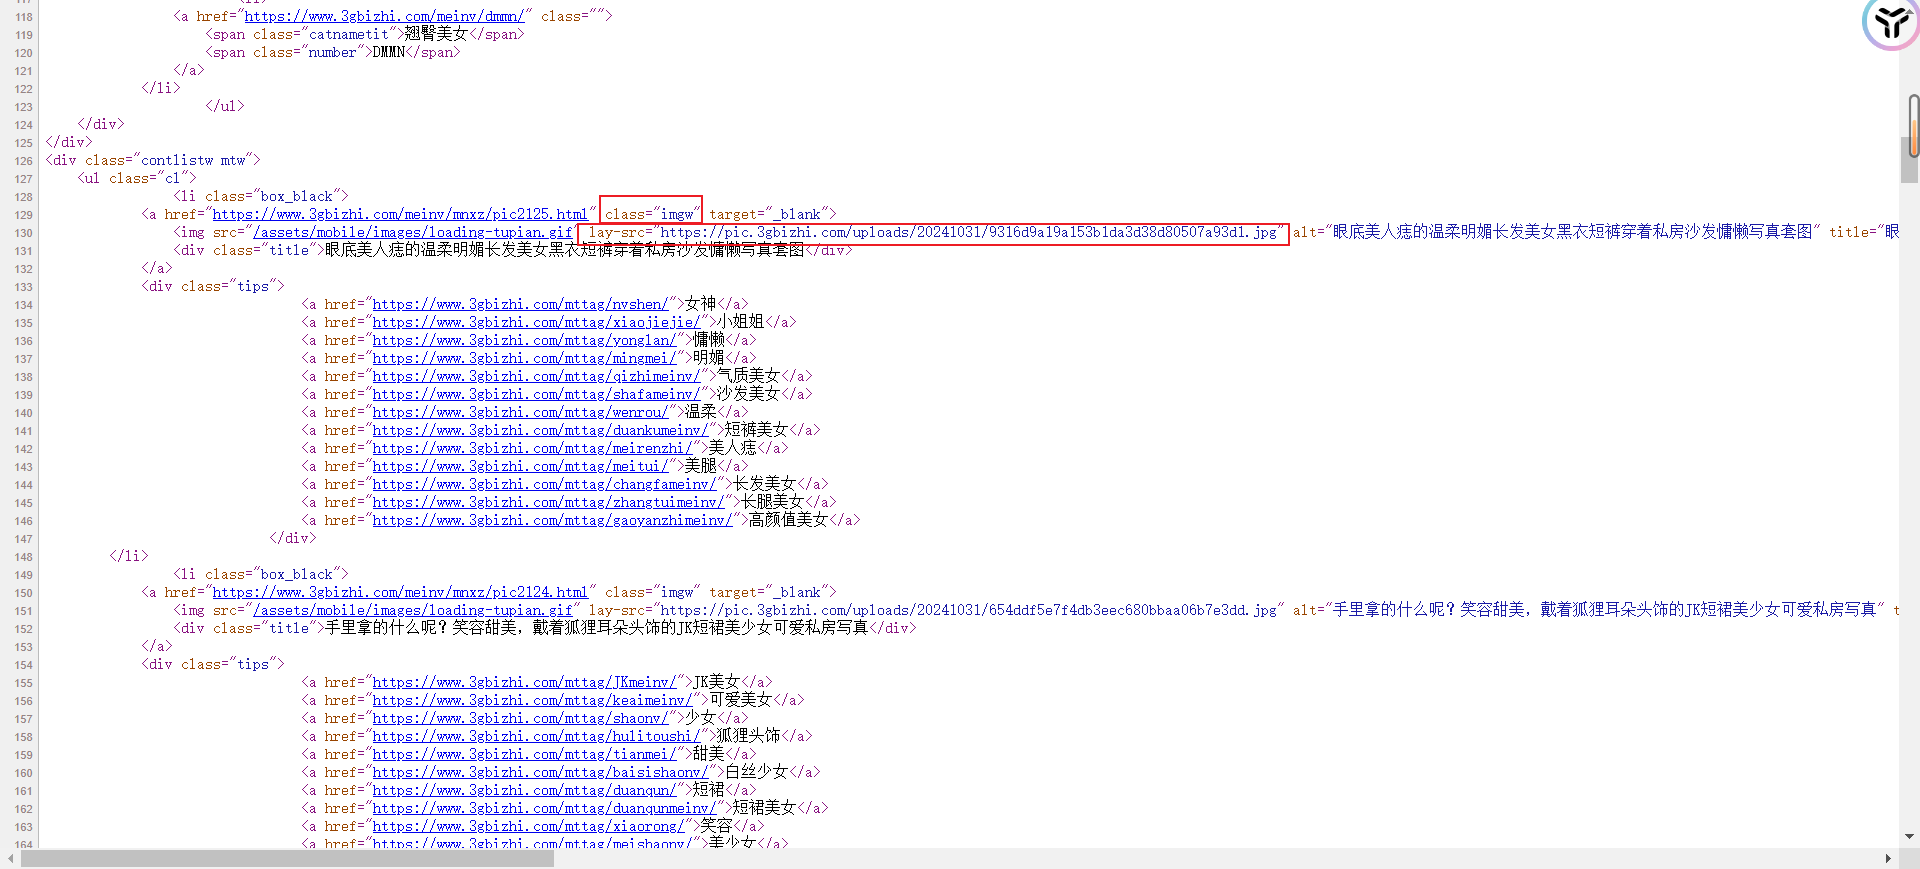 118 <a href="https://www.3gbizhi.com/meinv/dmmn/" class="">
119 <span class="catnametit">翘臀美女</span>
120 <span class="number">DMMN</span>
121 </a>
122 </li>
123 </ul>
124 </div>
125 </div>
126 <div class="contlistw mtw">
127 <ul class="cl">
128 <li class="box_black">
129 <a href="https://www.3gbizhi.com/meinv/mnxz/pic2125.html" class="imgw" target="_blank">
130 <img src="/assets/mobile/images/loading-tupian.gif" lay-src="https://pic.3gbizhi.com/uploads/20241031/9316d9a19a153b1da3d38d80507a93d1.jpg" alt="眼底美人痣的温柔明媚长发美女黑衣短裤穿着私房沙发慵懒写真套图" title="眼
131 <div class="title">眼底美人痣的温柔明媚长发美女黑衣短裤穿着私房沙发慵懒写真套图</div>
132 </a>
133 <div class="tips">
134 <a href="https://www.3gbizhi.com/mttag/nvshen/">女神</a>
135 <a href="https://www.3gbizhi.com/mttag/xiaojiejie/">小姐姐</a>
136 <a href="https://www.3gbizhi.com/mttag/yonglan/">慵懒</a>
137 <a href="https://www.3gbizhi.com/mttag/mingmei/">明媚</a>
138 <a href="https://www.3gbizhi.com/mttag/qizhimeinv/">气质美女</a>
139 <a href="https://www.3gbizhi.com/mttag/shafameinv/">沙发美女</a>
140 <a href="https://www.3gbizhi.com/mttag/wenrou/">温柔</a>
141 <a href="https://www.3gbizhi.com/mttag/duankumeinv/">短裤美女</a>
142 <a href="https://www.3gbizhi.com/mttag/meirenzhi/">美人痣</a>
143 <a href="https://www.3gbizhi.com/mttag/meitui/">美腿</a>
144 <a href="https://www.3gbizhi.com/mttag/changfameinv/">长发美女</a>
145 <a href="https://www.3gbizhi.com/mttag/zhangtuimeinv/">长腿美女</a>
146 <a href="https://www.3gbizhi.com/mttag/gaoyanzhimeinv/">高颜值美女</a>
147 </div>
148 </li>
149 <li class="box_black">
150 <a href="https://www.3gbizhi.com/meinv/mnxz/pic2124.html" class="imgw" target="_blank">
151 <img src="/assets/mobile/images/loading-tupian.gif" lay-src="https://pic.3gbizhi.com/uploads/20241031/654ddf5e7f4db3eec680bbaa06b7e3dd.jpg" alt="手里拿的什么呢？笑容甜美，戴着狐狸耳朵头饰的JK短裙美少女可爱私房写真" t
152 <div class="title">手里拿的什么呢？笑容甜美，戴着狐狸耳朵头饰的JK短裙美少女可爱私房写真</div>
153 </a>
154 <div class="tips">
155 <a href="https://www.3gbizhi.com/mttag/JKmeinv/">JK美女</a>
156 <a href="https://www.3gbizhi.com/mttag/keaimeinv/">可爱美女</a>
157 <a href="https://www.3gbizhi.com/mttag/shaonv/">少女</a>
158 <a href="https://www.3gbizhi.com/mttag/hulitoushi/">狐狸头饰</a>
159 <a href="https://www.3gbizhi.com/mttag/tianmei/">甜美</a>
160 <a href="https://www.3gbizhi.com/mttag/baisishaonv/">白丝少女</a>
161 <a href="https://www.3gbizhi.com/mttag/duanqun/">短裙</a>
162 <a href="https://www.3gbizhi.com/mttag/duanqunmeinv/">短裙美女</a>
163 <a href="https://www.3gbizhi.com/mttag/xiaorong/">笑容</a>
164 <a href="https://www.3gbizhi.com/mttag/meishaonv/">美少女</a>